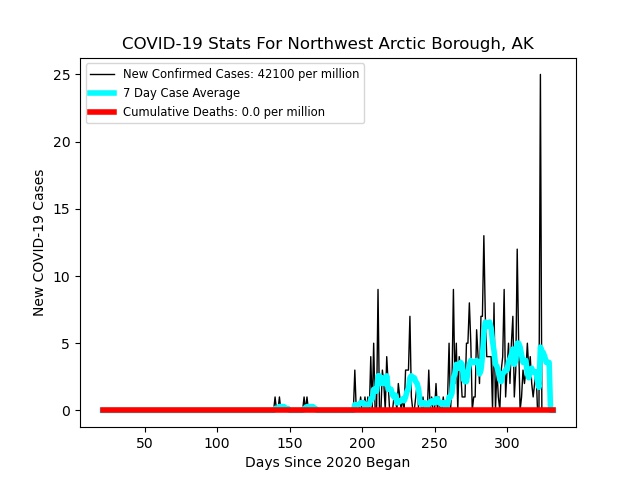 COVID-19 Stats For Northwest Arctic Borough, AK
New Confirmed Cases: 42100 per million
7 Day Case Average
Cumulative Deaths: 0.0 per million
New COVID-19 Cases
25
20
15
10
5
0
50 100 150 200 250 300
Days Since 2020 Began